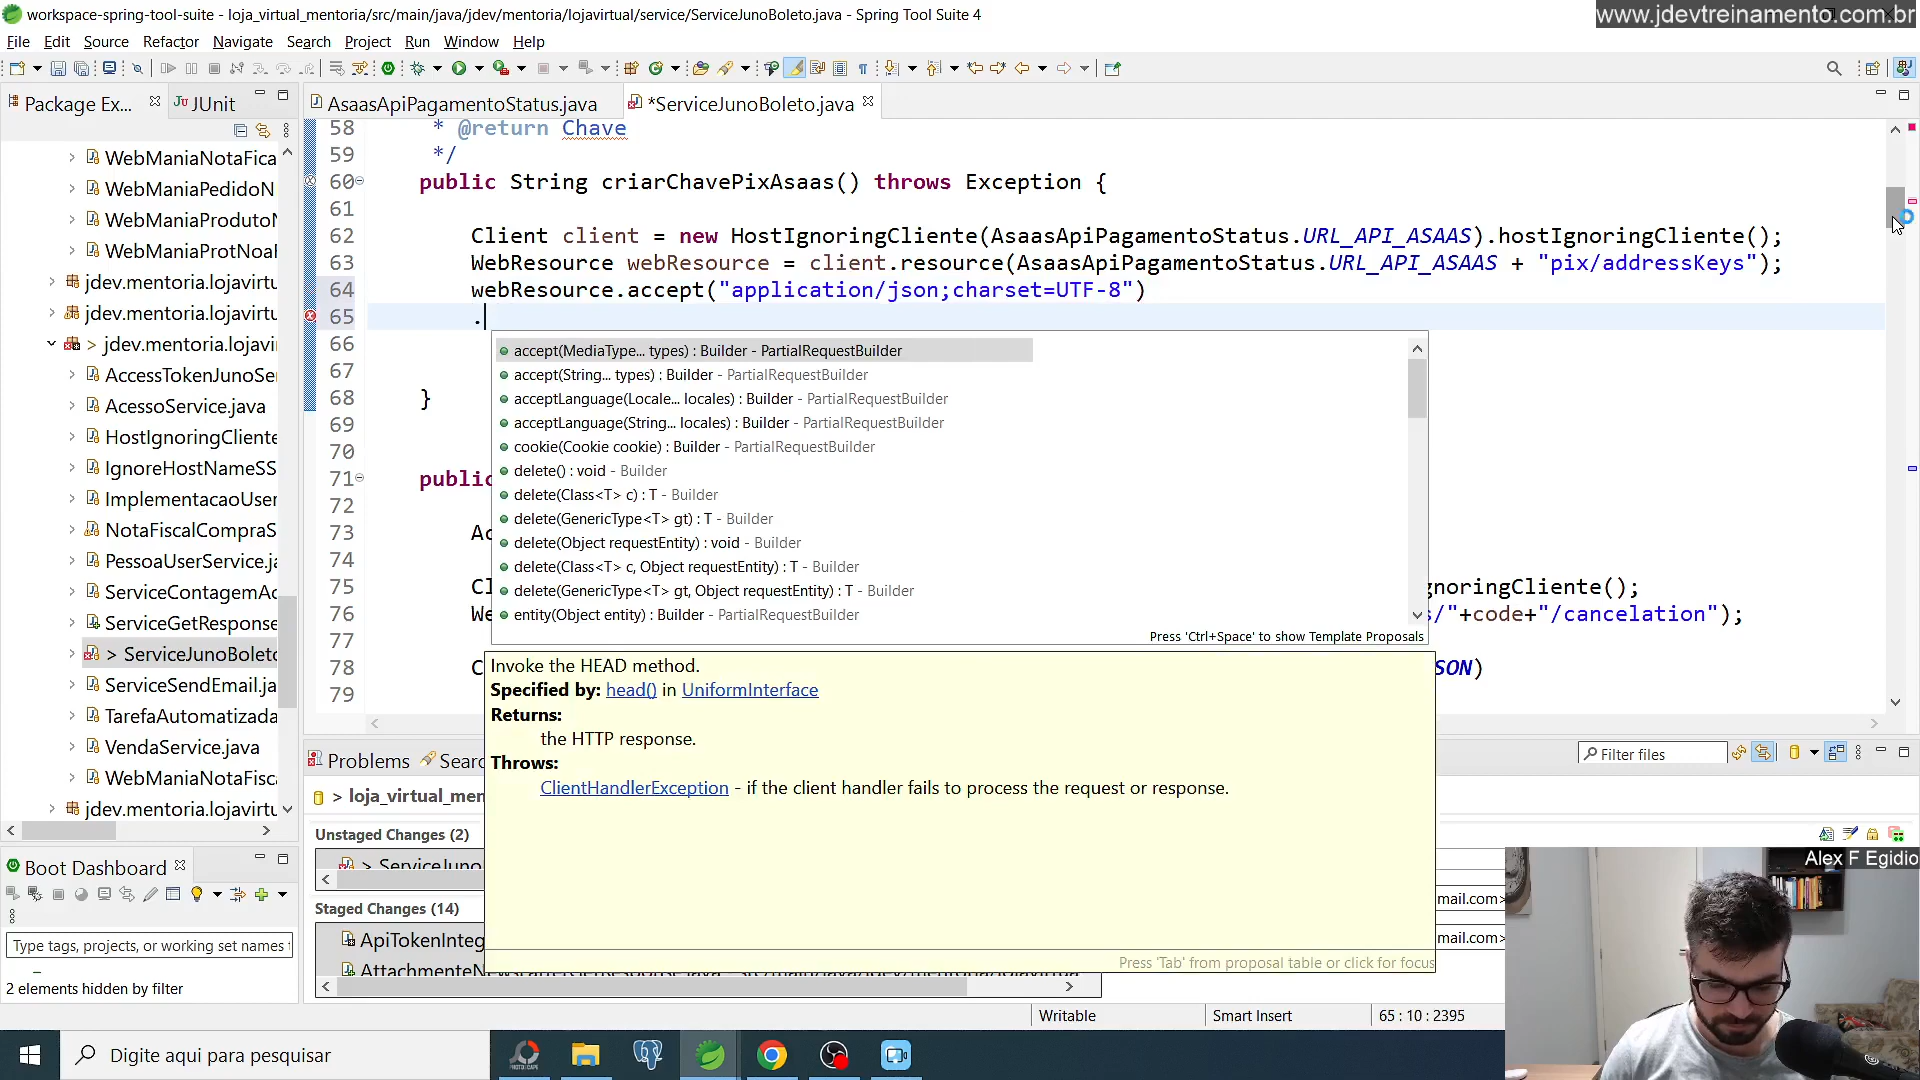 workspace-spring-tool-suite - loja_virtual_mentoria/src/main/java/jdev/mentoria/lojavirtual/service/ServiceJunoBoleto.java - Spring Tool Suite 4
www.jdevtreinamento.com.br
File Edit Source Refactor Navigate Search Project Run Window Help
Package Ex... JUnit
AsaasApiPagamentoStatus.java *ServiceJunoBoleto.java
WebManiaNotaFisca
WebManiaPedidoN
WebManiaProdutoN
WebManiaProtNoaF
jdev.mentoria.lojavirtu
jdev.mentoria.lojavirtu
> jdev.mentoria.lojavir
AccessTokenJunoSe
AcessoService.java
HostIgnoringCliente
IgnoreHostNameSS
ImplementacaoUser
NotaFiscalCompraS
PessoaUserService.ja
ServiceContagemAc
ServiceGetResponse
> ServiceJunoBoleto
ServiceSendEmail.ja
TarefaAutomatizada
VendaService.java
WebManiaNotaFisca
jdev.mentoria.lojavirtu
58 * @return Chave
59 */
60 public String criarChavePixAsaas() throws Exception {
61
62 Client client = new HostIgnoringCliente(AsaasApiPagamentoStatus.URL_API_ASAAS).hostIgnoringCliente();
63 WebResource webResource = client.resource(AsaasApiPagamentoStatus.URL_API_ASAAS + "pix/addressKeys");
64 webResource.accept("application/json;charset=UTF-8")
65 .
66
67
68 }
69
70
71 public
72
73 Ac
74
75 Cl gnoringCliente();
76 We s/"+code+"/cancelation");
77
78 C SON)
79
accept(MediaType... types) : Builder - PartialRequestBuilder
accept(String... types) : Builder - PartialRequestBuilder
acceptLanguage(Locale... locales) : Builder - PartialRequestBuilder
acceptLanguage(String... locales) : Builder - PartialRequestBuilder
cookie(Cookie cookie) : Builder - PartialRequestBuilder
delete() : void - Builder
delete(Class<T> c) : T - Builder
delete(GenericType<T> gt) : T - Builder
delete(Object requestEntity) : void - Builder
delete(Class<T> c, Object requestEntity) : T - Builder
delete(GenericType<T> gt, Object requestEntity) : T - Builder
entity(Object entity) : Builder - PartialRequestBuilder
Press 'Ctrl+Space' to show Template Proposals
Invoke the HEAD method.
Specified by: head() in UniformInterface
Returns:
the HTTP response.
Throws:
ClientHandlerException - if the client handler fails to process the request or response.
Press 'Tab' from proposal table or click for focus
Problems Searc
Filter files
> loja_virtual_men
Unstaged Changes (2)
> ServiceJuno
Staged Changes (14)
ApiTokenInteg
mail.com>
mail.com>
Boot Dashboard
Type tags, projects, or working set names
2 elements hidden by filter
Writable Smart Insert 65 : 10 : 2395
Alex F Egidio
Digite aqui para pesquisar